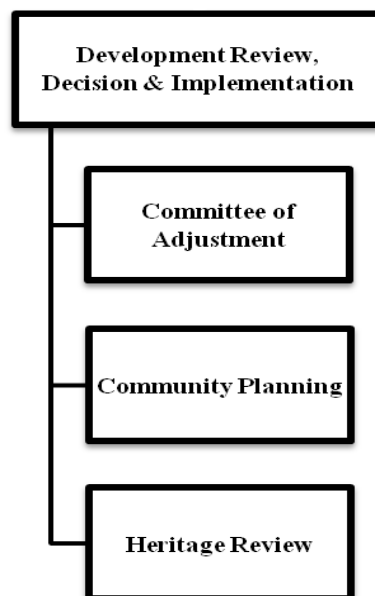 Development Review,
Decision & Implementation
Committee of
Adjustment
Community Planning
Heritage Review